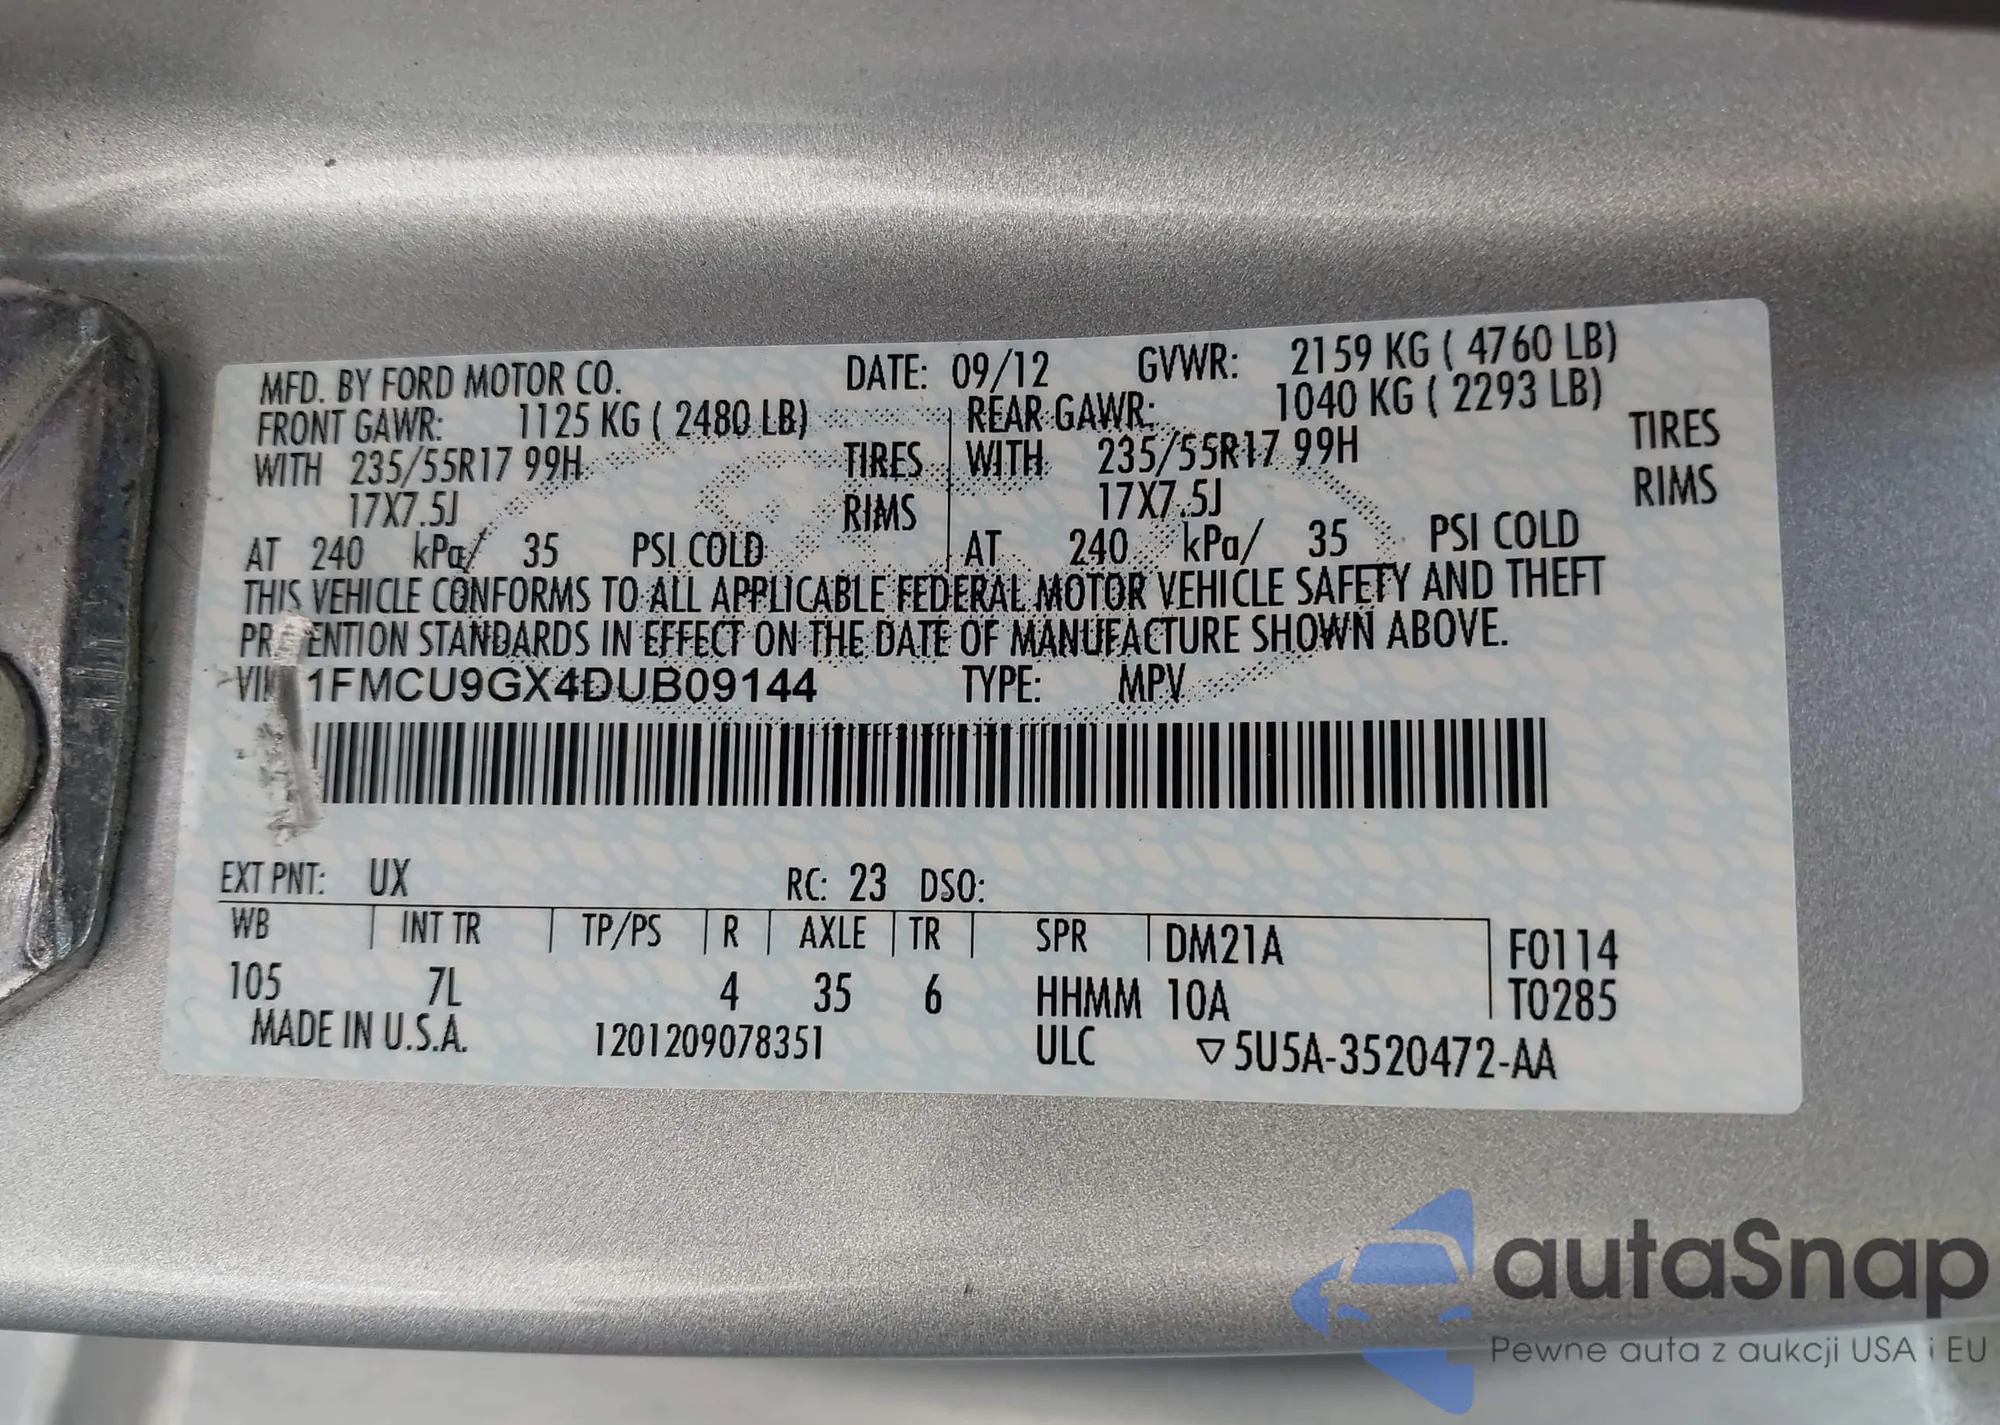 MFD. BY FORD MOTOR CO. DATE: 09/12 GVWR: 2159 KG ( 4760 LB)
FRONT GAWR: 1125 KG ( 2480 LB) REAR GAWR: 1040 KG ( 2293 LB)
WITH 235/55R17 99H TIRES WITH 235/55R17 99H TIRES
17X7.5J RIMS 17X7.5J RIMS
AT 240 kPa/ 35 PSI COLD AT 240 kPa/ 35 PSI COLD
THIS VEHICLE CONFORMS TO ALL APPLICABLE FEDERAL MOTOR VEHICLE SAFETY AND THEFT
PREVENTION STANDARDS IN EFFECT ON THE DATE OF MANUFACTURE SHOWN ABOVE.
VIN: 1FMCU9GX4DUB09144 TYPE: MPV
EXT PNT: UX RC: 23 DSO:
WB INT TR TP/PS R AXLE TR SPR DM21A F0114
105 7L 4 35 6 HHMM 10A T0285
MADE IN U.S.A. 1201209078351 ULC ▽5U5A-3520472-AA
autaSnap
Pewne auta z aukcji USA i EU